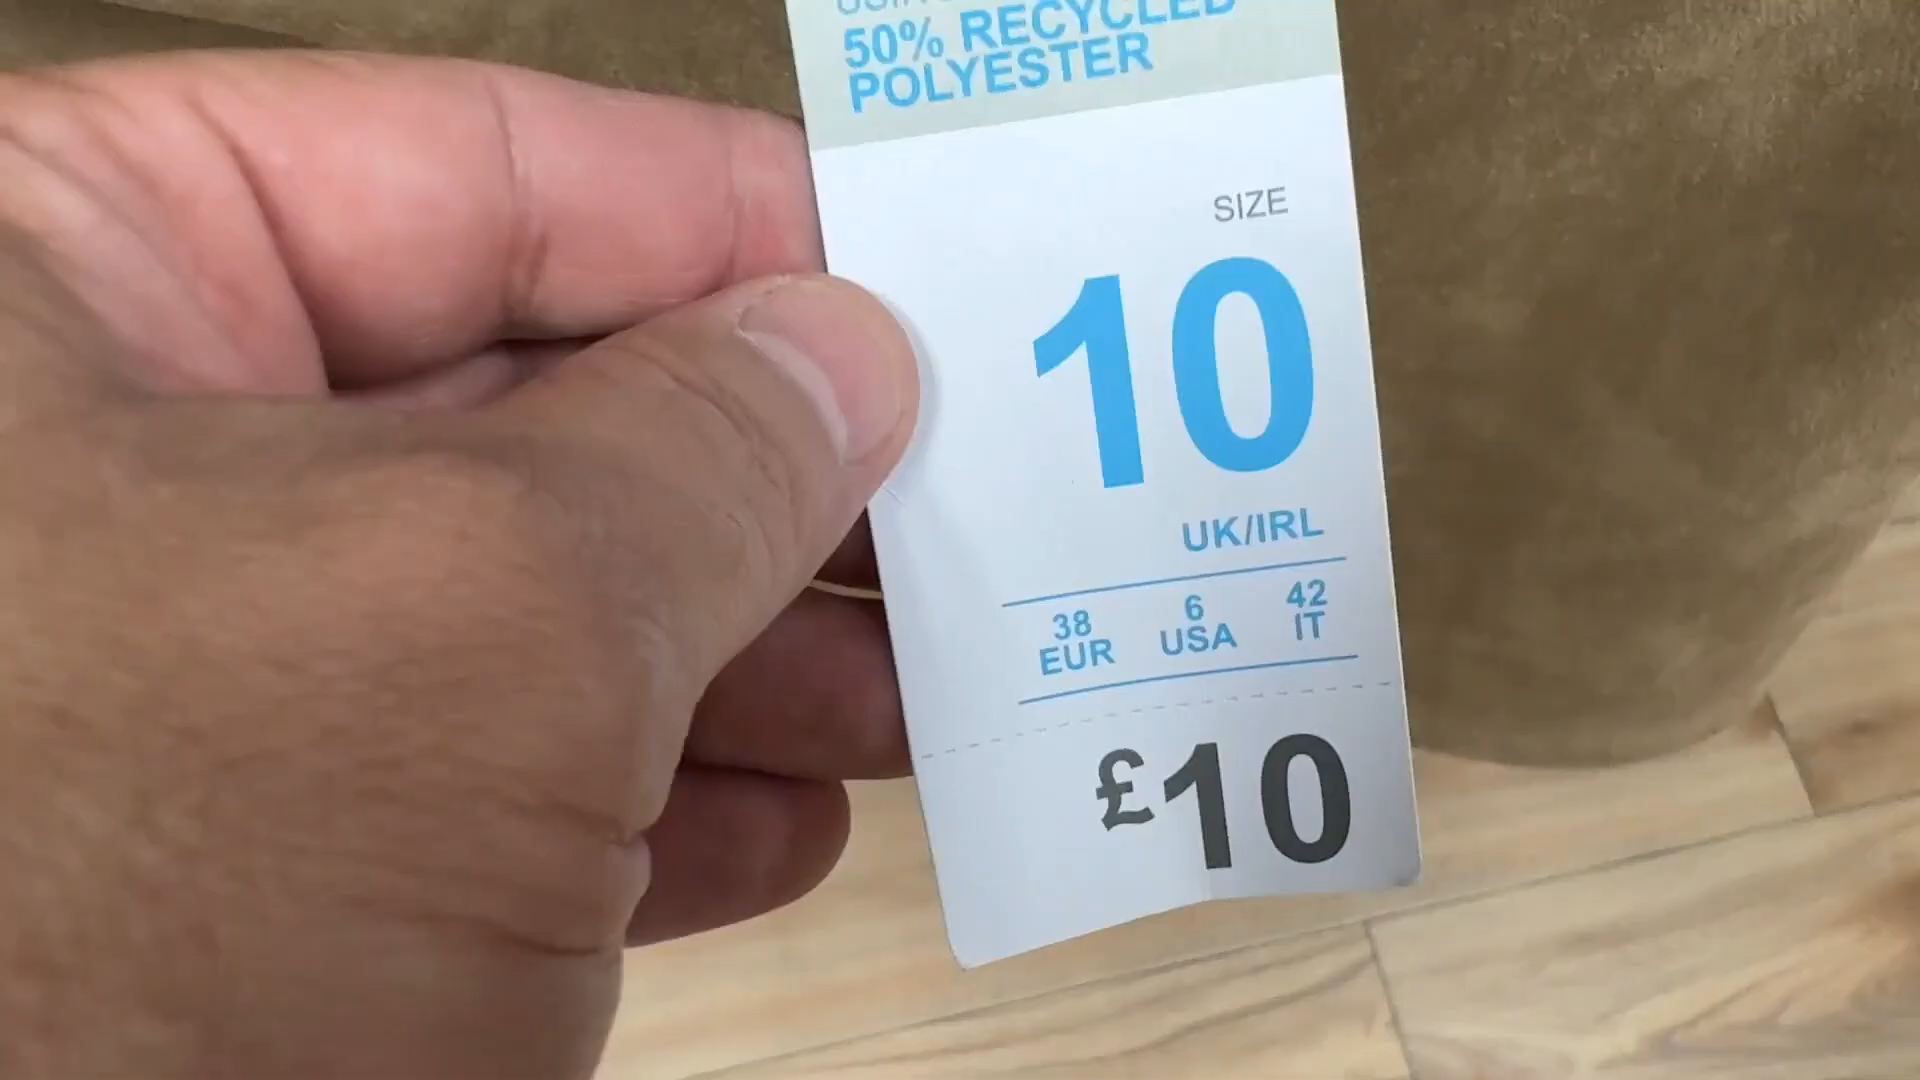 50% RECYCLED
POLYESTER
SIZE
10
UK/IRL
38 6 42
EUR USA IT
£10